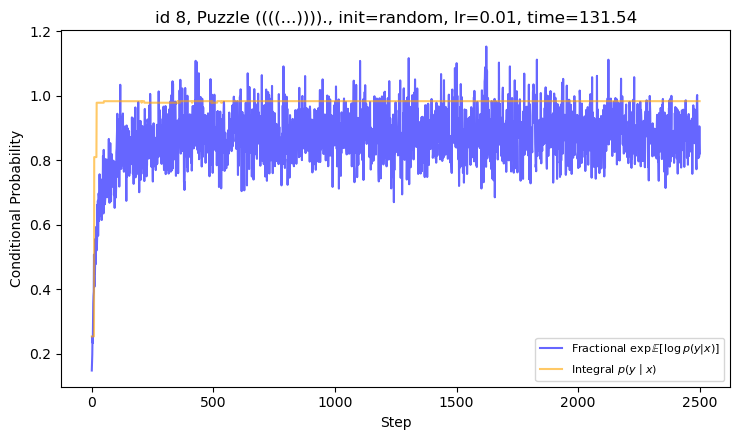 id 8, Puzzle ((((...))))., init=random, lr=0.01, time=131.54
1.2
1.0
0.8
0.6
0.4
0.2
Conditional Probability
Fractional exp𝔼[log p(y|x)]
Integral p(y | x)
0 500 1000 1500 2000 2500
Step